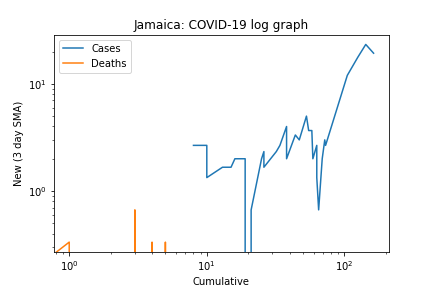 Jamaica: COVID-19 log graph
Cases
Deaths
New (3 day SMA)
10¹
10⁰
10⁰ 10¹ 10²
Cumulative